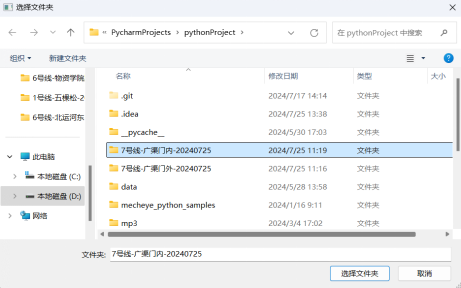 选择文件夹
« PycharmProjects › pythonProject ›
在 pythonProject 中搜索
组织 新建文件夹
名称 修改日期 类型 大小
6号线-物资学院
1号线-五棵松-2
6号线-北运河东
此电脑
本地磁盘 (C:)
本地磁盘 (D:)
网络
.git 2024/7/17 14:14 文件夹
.idea 2024/7/25 13:38 文件夹
__pycache__ 2024/5/30 17:03 文件夹
7号线-广渠门内-20240725 2024/7/25 11:19 文件夹
7号线-广渠门外-20240725 2024/7/25 11:16 文件夹
data 2024/5/28 13:58 文件夹
mecheye_python_samples 2024/1/16 9:11 文件夹
mp3 2024/3/4 17:02 文件夹
文件夹: 7号线-广渠门内-20240725
选择文件夹 取消